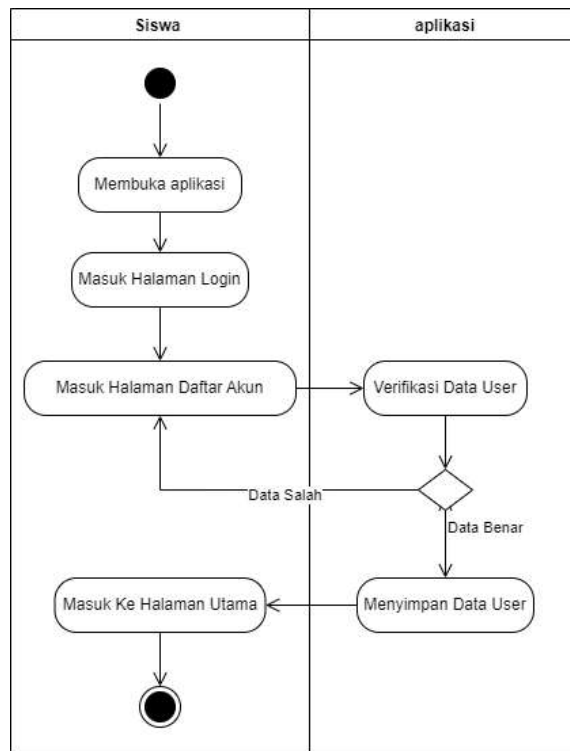 Siswa
aplikasi
Membuka aplikasi
Masuk Halaman Login
Masuk Halaman Daftar Akun
Verifikasi Data User
Data Salah
Data Benar
Masuk Ke Halaman Utama
Menyimpan Data User